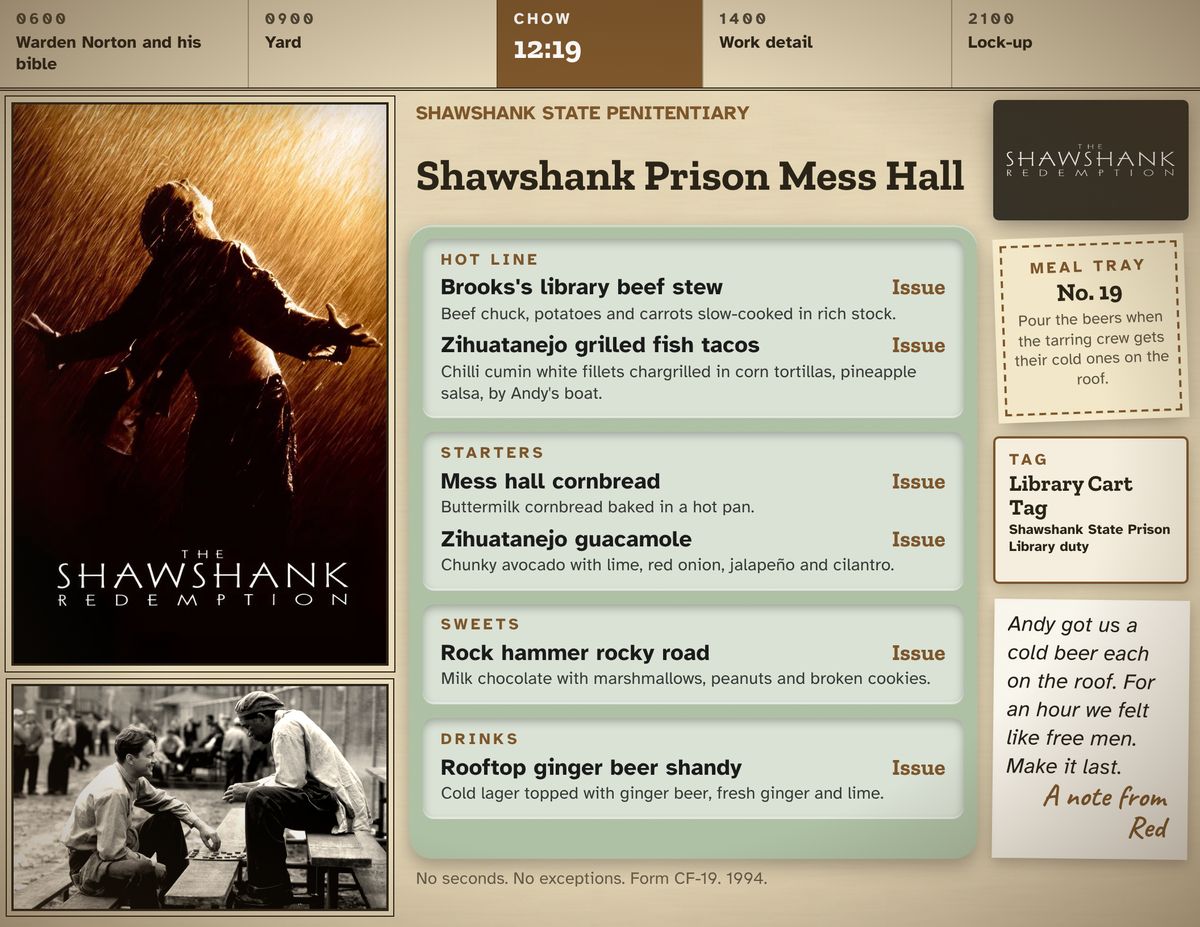 0600
Warden Norton and his
bible
0900
Yard
CHOW
12:19
1400
Work detail
2100
Lock-up
THE
SHAWSHANK
REDEMPTION
SHAWSHANK STATE PENITENTIARY
Shawshank Prison Mess Hall
HOT LINE
Brooks's library beef stew Issue
Beef chuck, potatoes and carrots slow-cooked in rich stock.
Zihuatanejo grilled fish tacos Issue
Chilli cumin white fillets chargrilled in corn tortillas, pineapple
salsa, by Andy's boat.
STARTERS
Mess hall cornbread Issue
Buttermilk cornbread baked in a hot pan.
Zihuatanejo guacamole Issue
Chunky avocado with lime, red onion, jalapeño and cilantro.
SWEETS
Rock hammer rocky road Issue
Milk chocolate with marshmallows, peanuts and broken cookies.
DRINKS
Rooftop ginger beer shandy Issue
Cold lager topped with ginger beer, fresh ginger and lime.
No seconds. No exceptions. Form CF-19. 1994.
THE
SHAWSHANK
REDEMPTION
MEAL TRAY
No. 19
Pour the beers when
the tarring crew gets
their cold ones on the
roof.
TAG
Library Cart
Tag
Shawshank State Prison
Library duty
Andy got us a
cold beer each
on the roof. For
an hour we felt
like free men.
Make it last.
A note from
Red